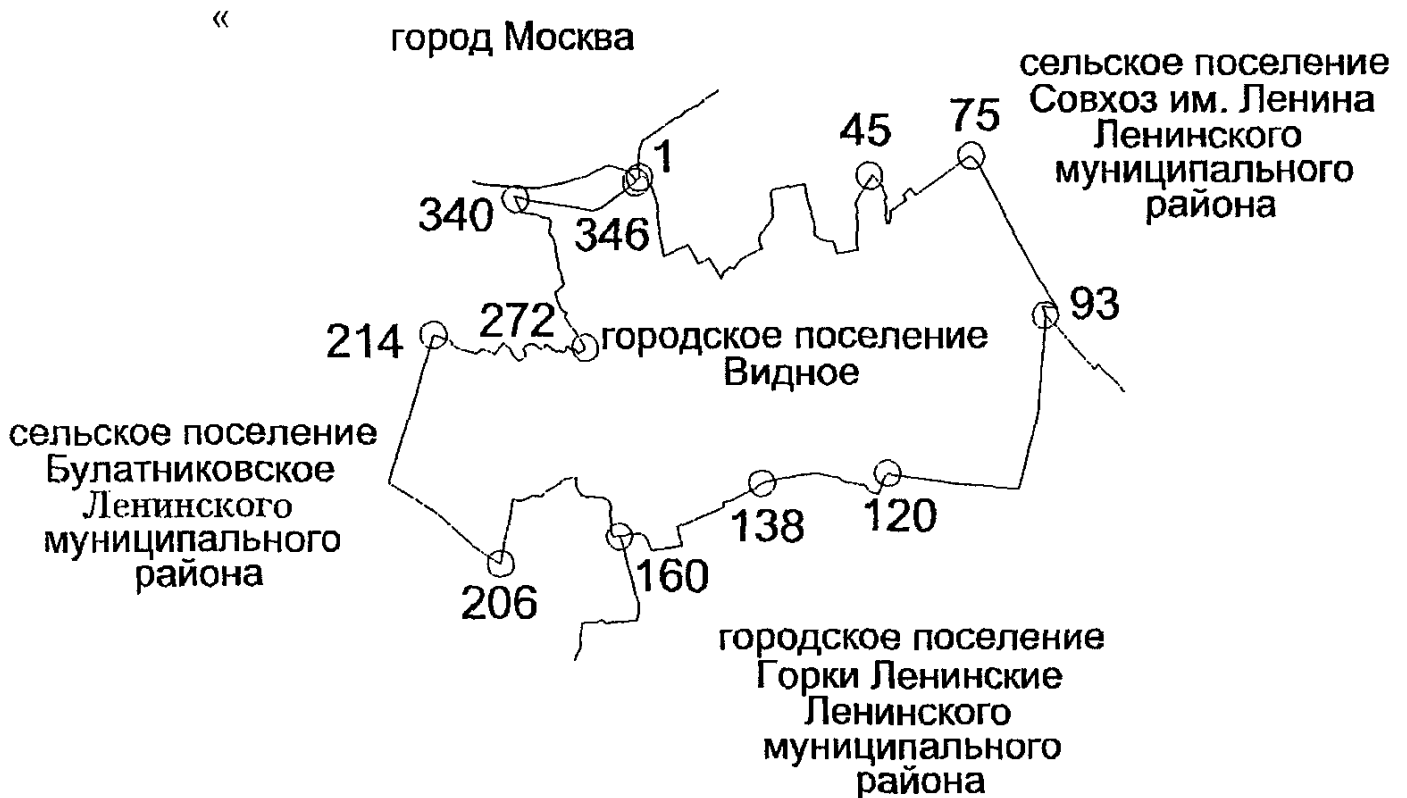 «
город Москва
сельское поселение
Совхоз им. Ленина
Ленинского
муниципального
района
1
45
75
340
346
93
214
272
городское поселение
Видное
сельское поселение
Булатниковское
Ленинского
муниципального
района
138
120
206
160
городское поселение
Горки Ленинские
Ленинского
муниципального
района